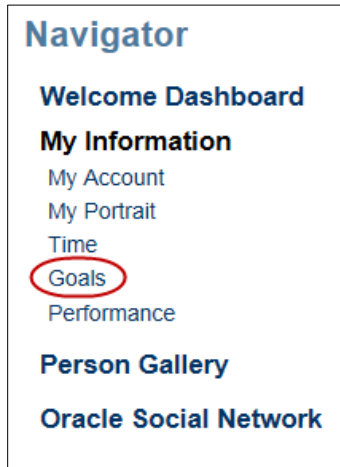 Navigator
Welcome Dashboard
My Information
My Account
My Portrait
Time
Goals
Performance
Person Gallery
Oracle Social Network